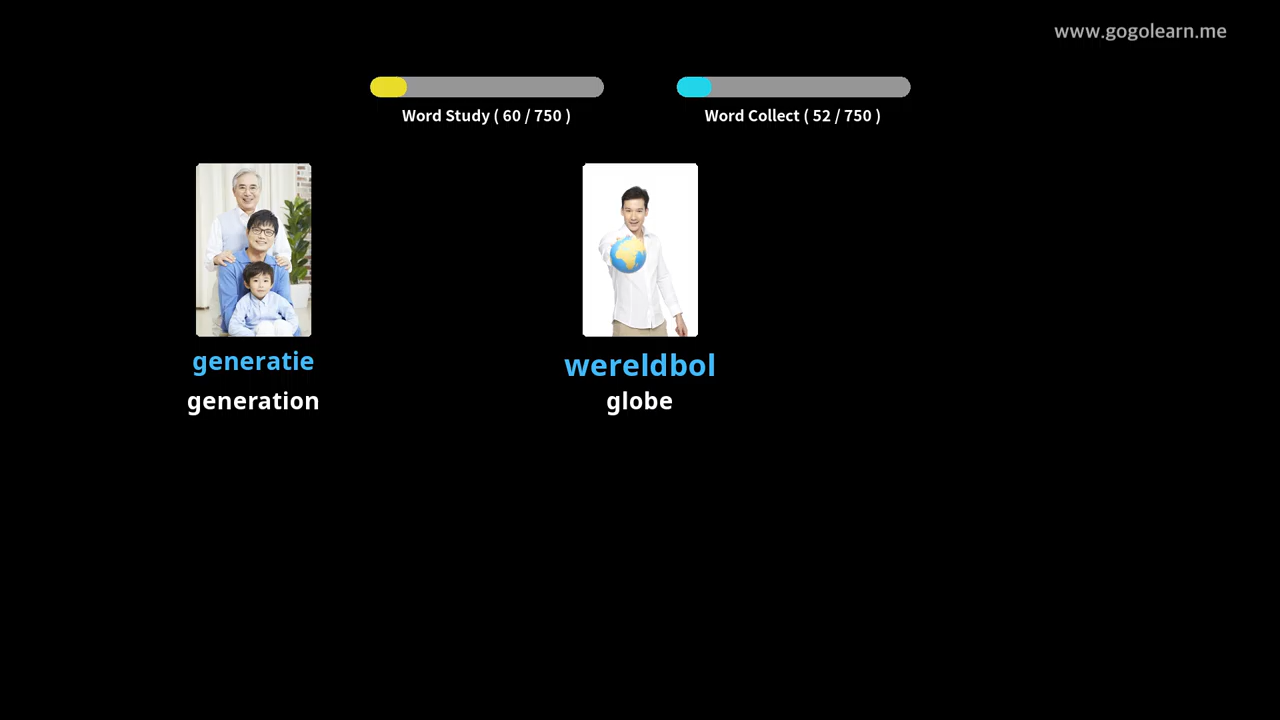 www.gogolearn.me
Word Study ( 60 / 750 )
Word Collect ( 52 / 750 )
generatie
generation
wereldbol
globe